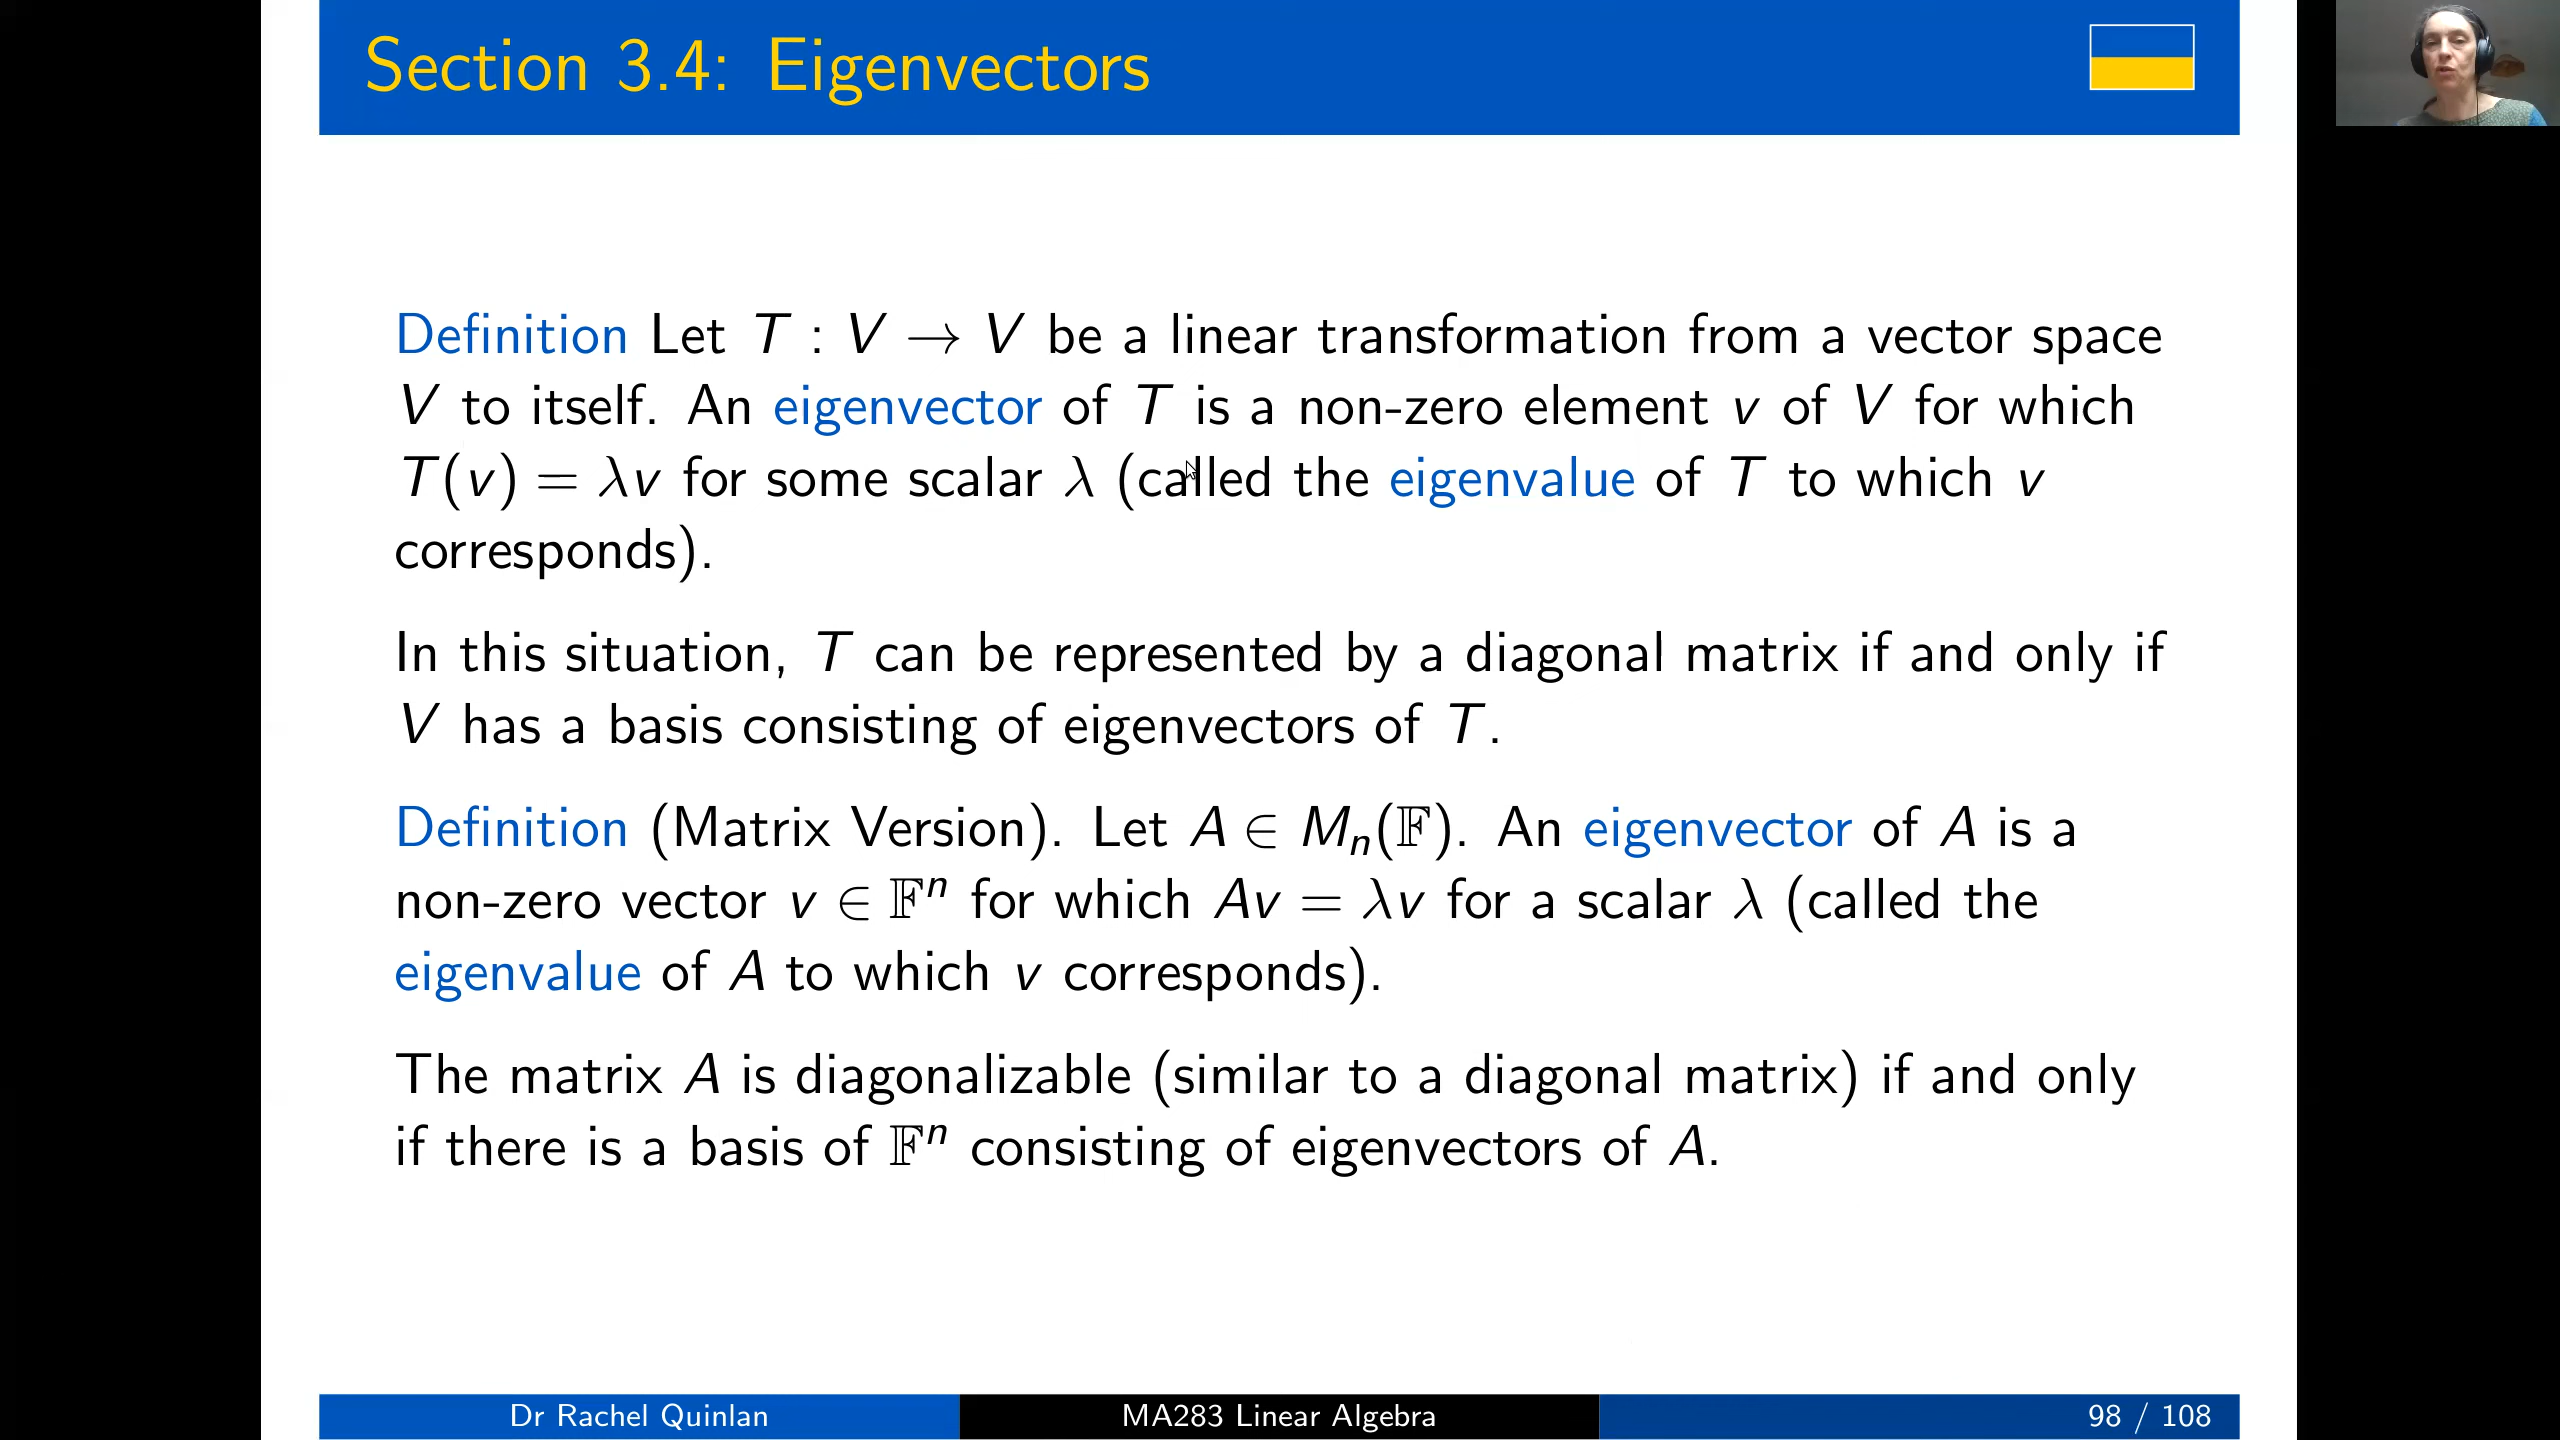 Section 3.4: Eigenvectors
Definition Let T : V → V be a linear transformation from a vector space
V to itself. An eigenvector of T is a non-zero element v of V for which
T(v) = λv for some scalar λ (called the eigenvalue of T to which v
corresponds).
In this situation, T can be represented by a diagonal matrix if and only if
V has a basis consisting of eigenvectors of T.
Definition (Matrix Version). Let A ∈ Mₙ(𝔽). An eigenvector of A is a
non-zero vector v ∈ 𝔽ⁿ for which Av = λv for a scalar λ (called the
eigenvalue of A to which v corresponds).
The matrix A is diagonalizable (similar to a diagonal matrix) if and only
if there is a basis of 𝔽ⁿ consisting of eigenvectors of A.
Dr Rachel Quinlan
MA283 Linear Algebra
98 / 108